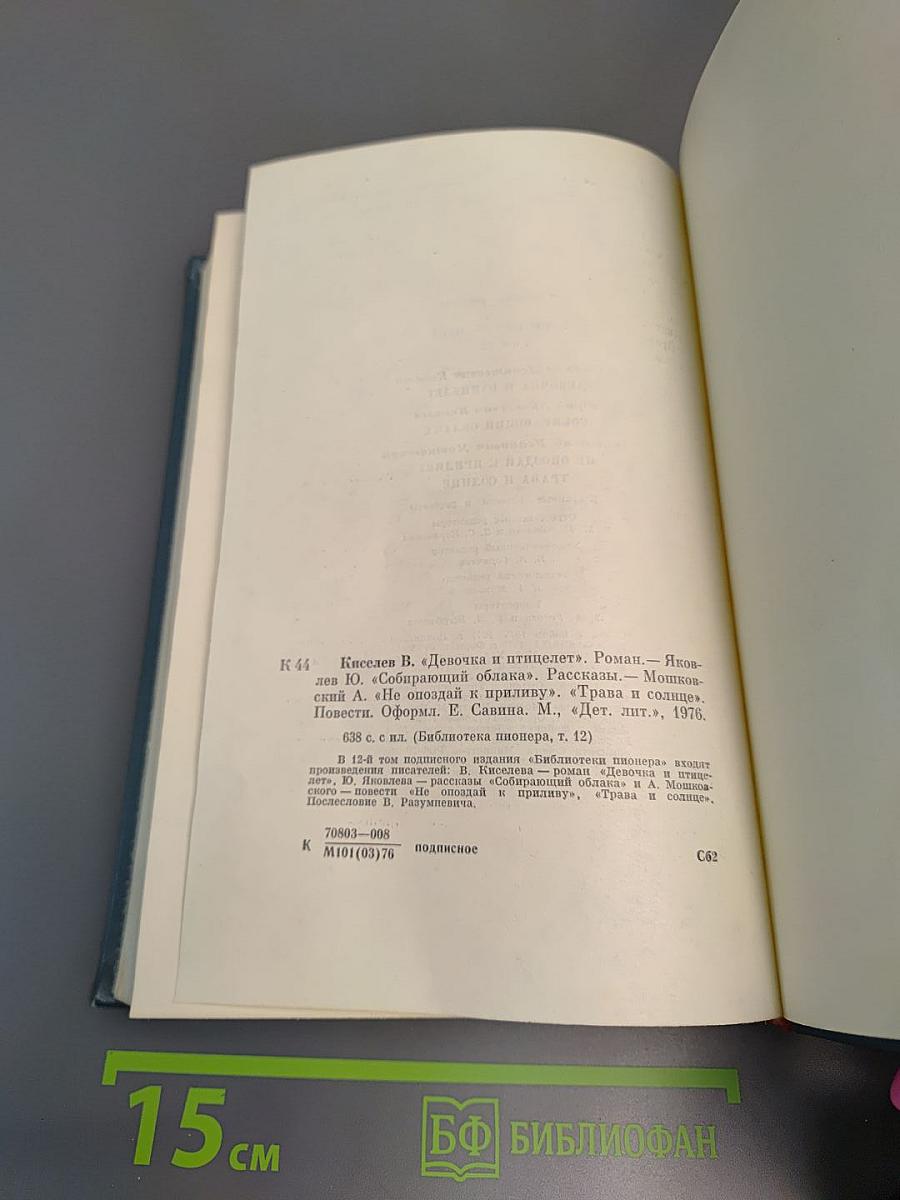 К 44 Киселев В. «Девочка и птицелет». Роман.— Яков-
лев Ю. «Собирающий облака». Рассказы.— Мошков-
ский А. «Не опоздай к приливу». «Трава и солнце».
Повести. Оформл. Е. Савина. М., «Дет. лит.», 1976.
638 с. с ил. (Библиотека пионера, т. 12)
В 12-й том подписного издания «Библиотеки пионера» входят
произведения писателей: В. Киселева — роман «Девочка и птице-
лет», Ю. Яковлева — рассказы «Собирающий облака» и А. Мошков-
ского — повести «Не опоздай к приливу», «Трава и солнце».
Послесловие В. Разумневича.
К 70803—008
М101(03)76 подписное
С62
15 см
БФ БИБЛИОФАН